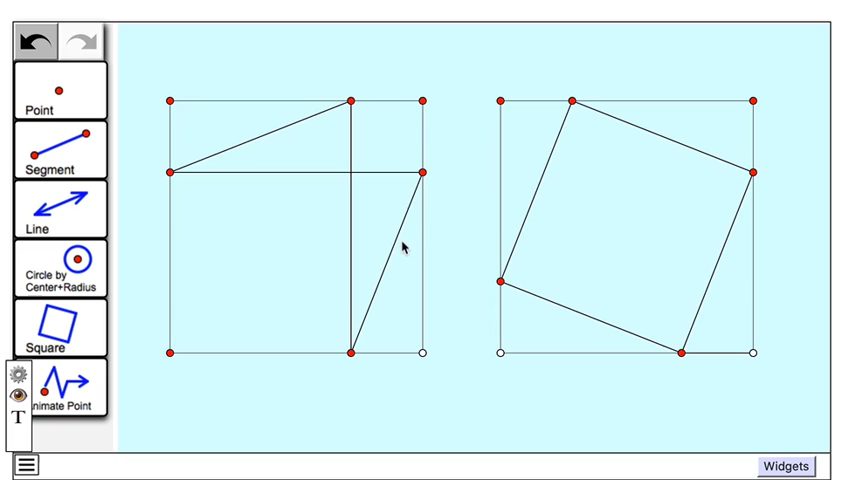 Point
Segment
Line
Circle by
Center+Radius
Square
nimate Point
T
Widgets